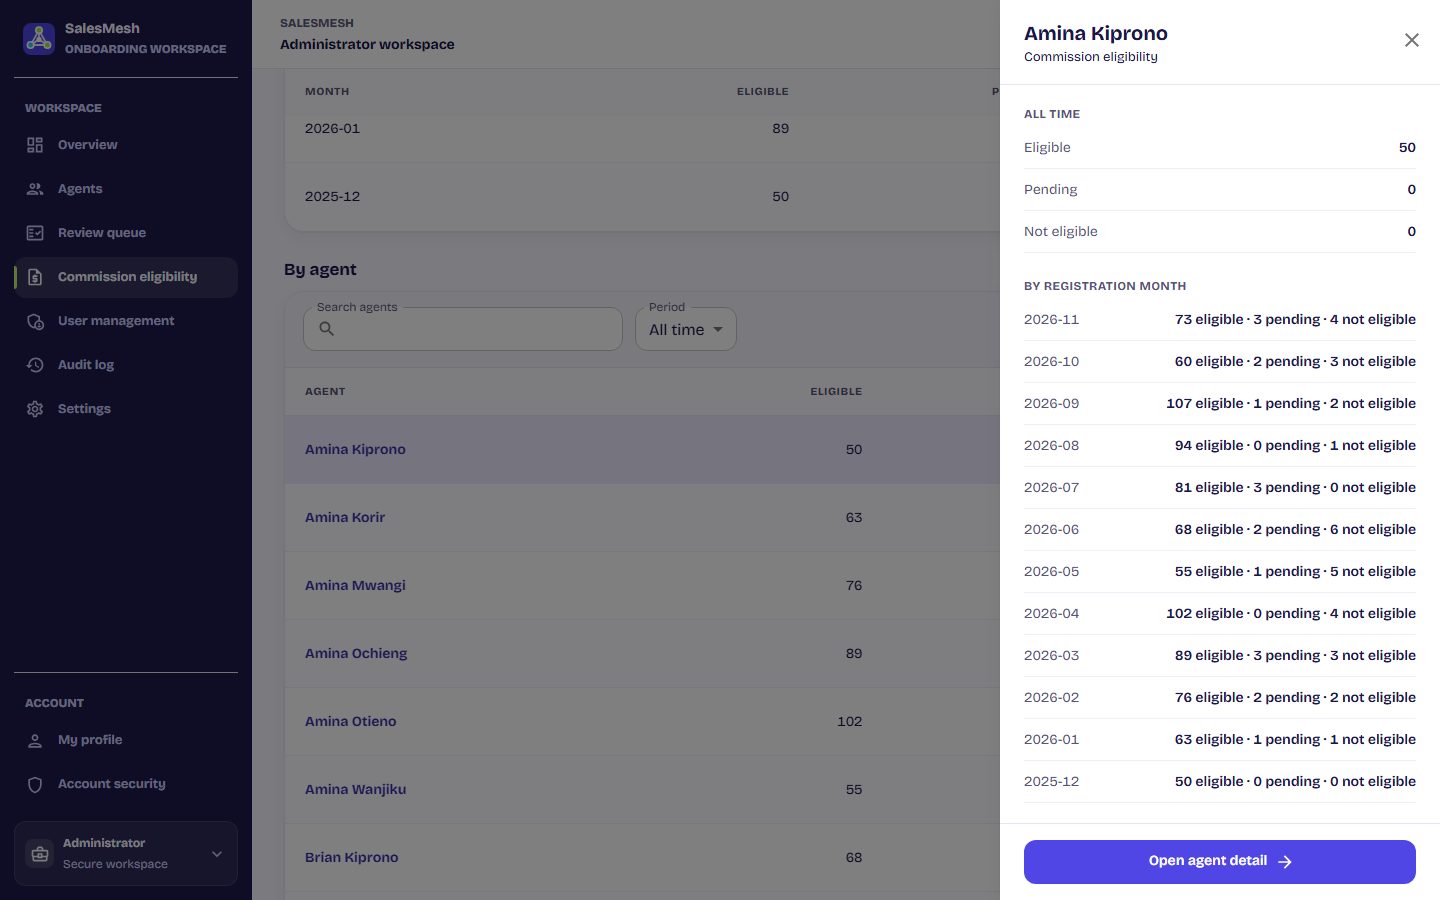 SalesMesh
ONBOARDING WORKSPACE
WORKSPACE
Overview
Agents
Review queue
Commission eligibility
User management
Audit log
Settings
ACCOUNT
My profile
Account security
Administrator
Secure workspace
SALESMESH
Administrator workspace
MONTH ELIGIBLE P
2026-01 89
2025-12 50
By agent
Search agents
Period
All time
AGENT ELIGIBLE
Amina Kiprono 50
Amina Korir 63
Amina Mwangi 76
Amina Ochieng 89
Amina Otieno 102
Amina Wanjiku 55
Brian Kiprono 68
Amina Kiprono
Commission eligibility
ALL TIME
Eligible 50
Pending 0
Not eligible 0
BY REGISTRATION MONTH
2026-11 73 eligible · 3 pending · 4 not eligible
2026-10 60 eligible · 2 pending · 3 not eligible
2026-09 107 eligible · 1 pending · 2 not eligible
2026-08 94 eligible · 0 pending · 1 not eligible
2026-07 81 eligible · 3 pending · 0 not eligible
2026-06 68 eligible · 2 pending · 6 not eligible
2026-05 55 eligible · 1 pending · 5 not eligible
2026-04 102 eligible · 0 pending · 4 not eligible
2026-03 89 eligible · 3 pending · 3 not eligible
2026-02 76 eligible · 2 pending · 2 not eligible
2026-01 63 eligible · 1 pending · 1 not eligible
2025-12 50 eligible · 0 pending · 0 not eligible
Open agent detail